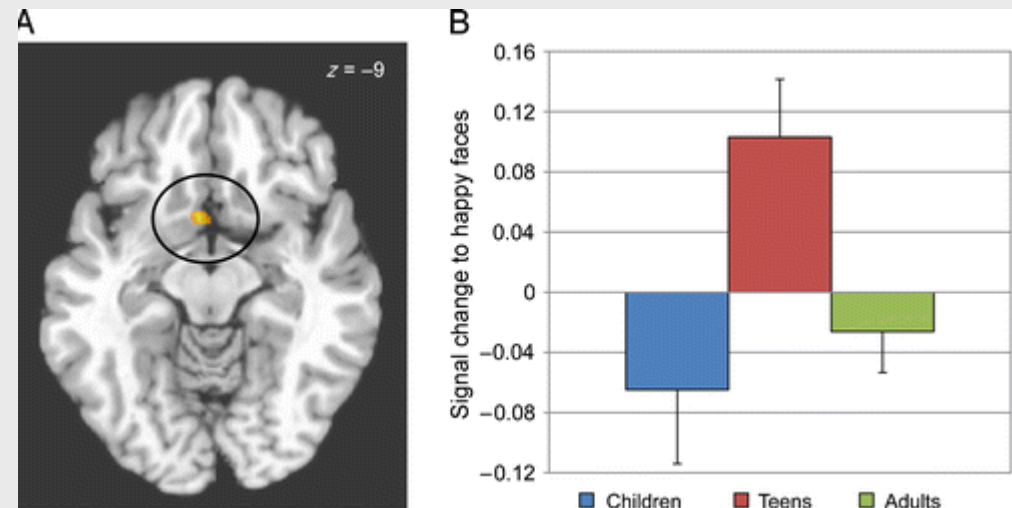 A
z = –9
B
Signal change to happy faces
0.16
0.12
0.08
0.04
0
–0.04
–0.08
–0.12
Children Teens Adults